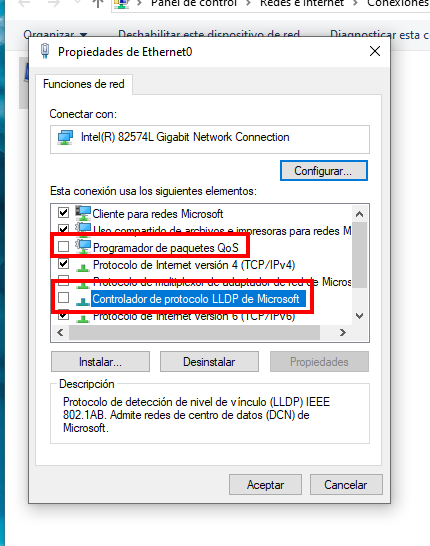 Panel de control
Redes e Internet
Conexiones
Organizar
Deshabilitar este dispositivo de red
Diagnosticar esta c
Propiedades de Ethernet0
Funciones de red
Conectar con:
Intel(R) 82574L Gigabit Network Connection
Configurar...
Esta conexión usa los siguientes elementos:
Cliente para redes Microsoft
Uso compartido de archivos e impresoras para redes M
Programador de paquetes QoS
Protocolo de Internet versión 4 (TCP/IPv4)
Protocolo de multiplexor de adaptador de red de Micros
Controlador de protocolo LLDP de Microsoft
Protocolo de Internet versión 6 (TCP/IPv6)
Instalar...
Desinstalar
Propiedades
Descripción
Protocolo de detección de nivel de vínculo (LLDP) IEEE
802.1AB. Admite redes de centro de datos (DCN) de
Microsoft.
Aceptar
Cancelar